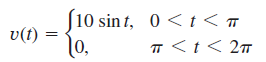 v(t) = { 10 sin t, 0 < t < π
0, π < t < 2π